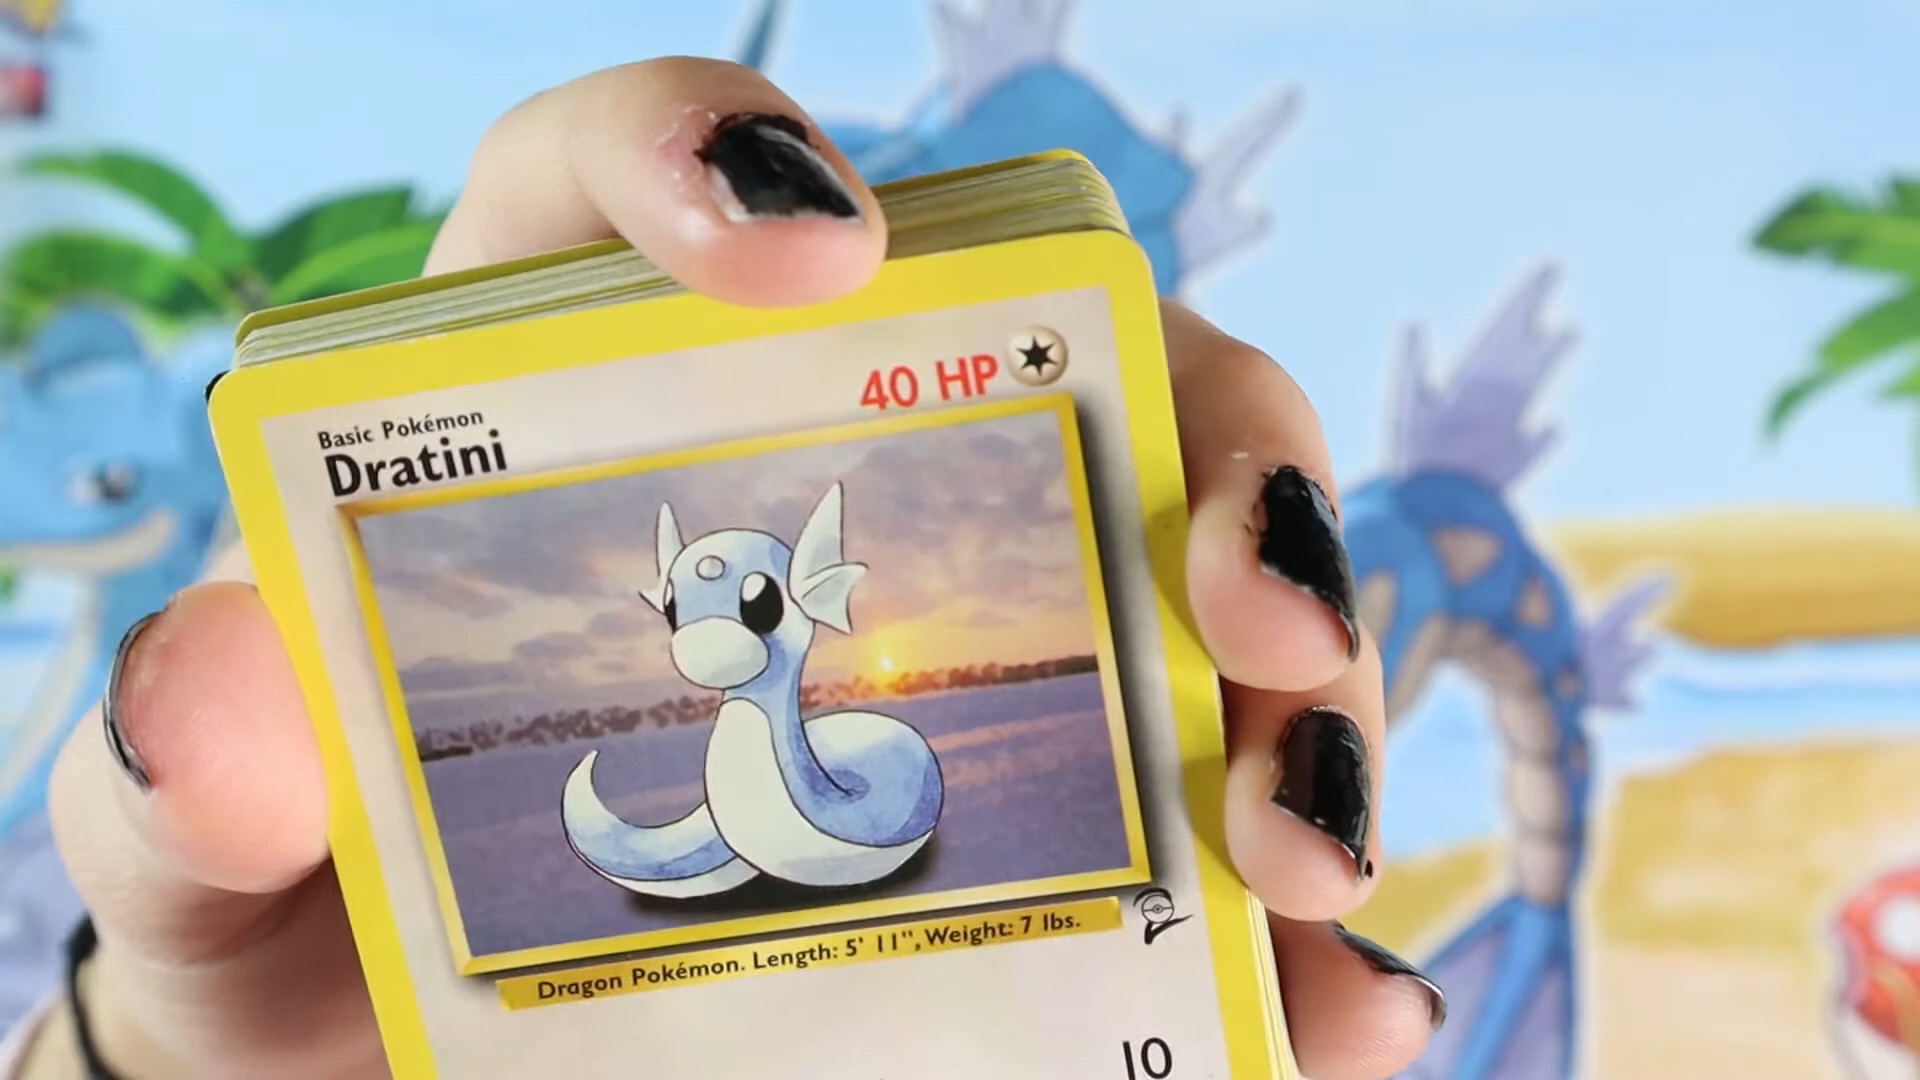 40 HP
Basic Pokémon
Dratini
Dragon Pokémon. Length: 5' 11", Weight: 7 lbs.
10